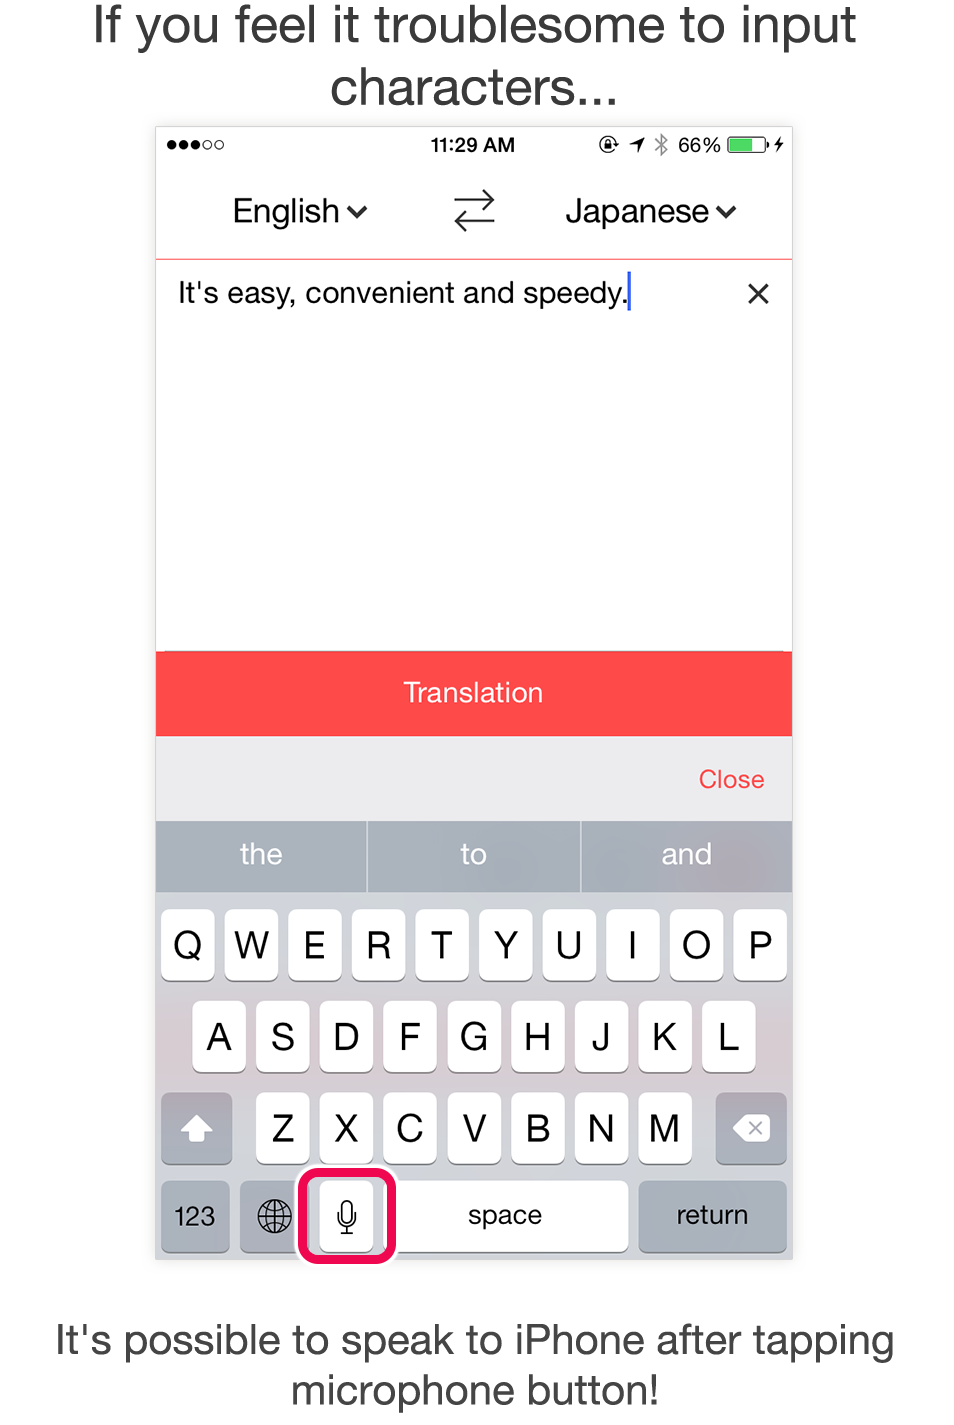 If you feel it troublesome to input
characters...
11:29 AM 66%
English Japanese
It's easy, convenient and speedy.
Translation
Close
the to and
Q W E R T Y U I O P
A S D F G H J K L
Z X C V B N M
123 space return
It's possible to speak to iPhone after tapping
microphone button!